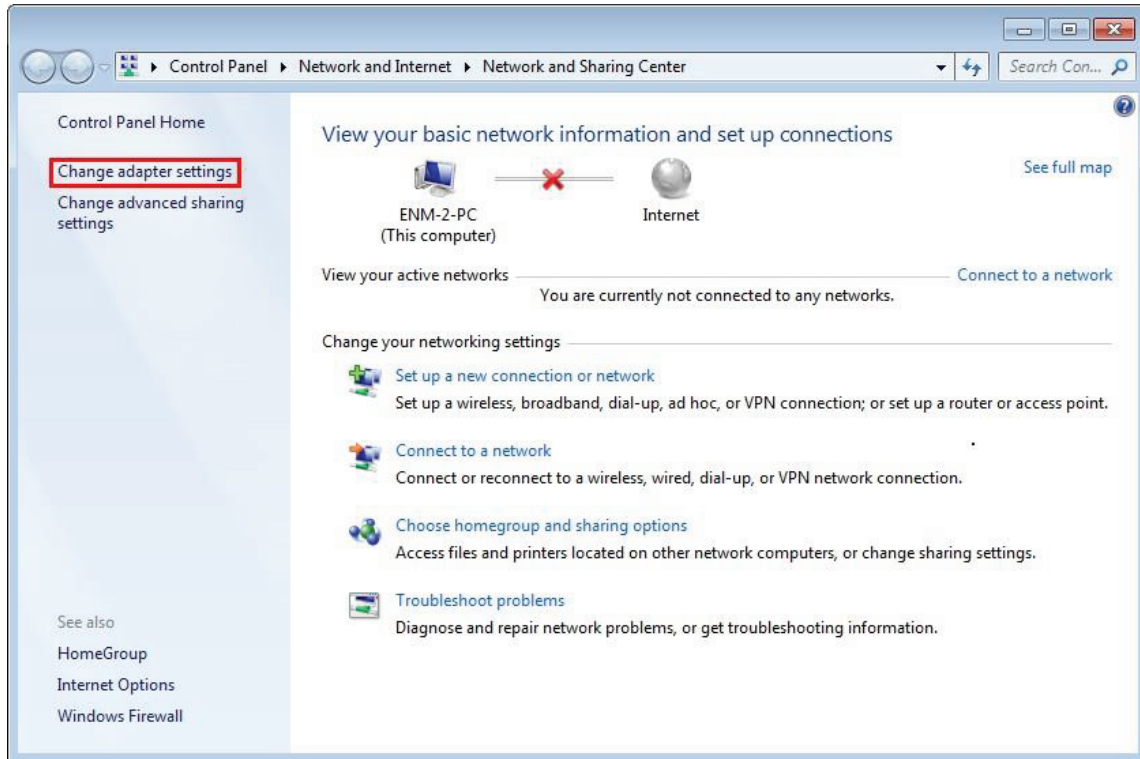 Control Panel ▸ Network and Internet ▸ Network and Sharing Center
Search Con...
Control Panel Home
Change adapter settings
Change advanced sharing
settings
See also
HomeGroup
Internet Options
Windows Firewall
View your basic network information and set up connections
See full map
ENM-2-PC
(This computer)
Internet
View your active networks
Connect to a network
You are currently not connected to any networks.
Change your networking settings
Set up a new connection or network
Set up a wireless, broadband, dial-up, ad hoc, or VPN connection; or set up a router or access point.
Connect to a network
Connect or reconnect to a wireless, wired, dial-up, or VPN network connection.
Choose homegroup and sharing options
Access files and printers located on other network computers, or change sharing settings.
Troubleshoot problems
Diagnose and repair network problems, or get troubleshooting information.